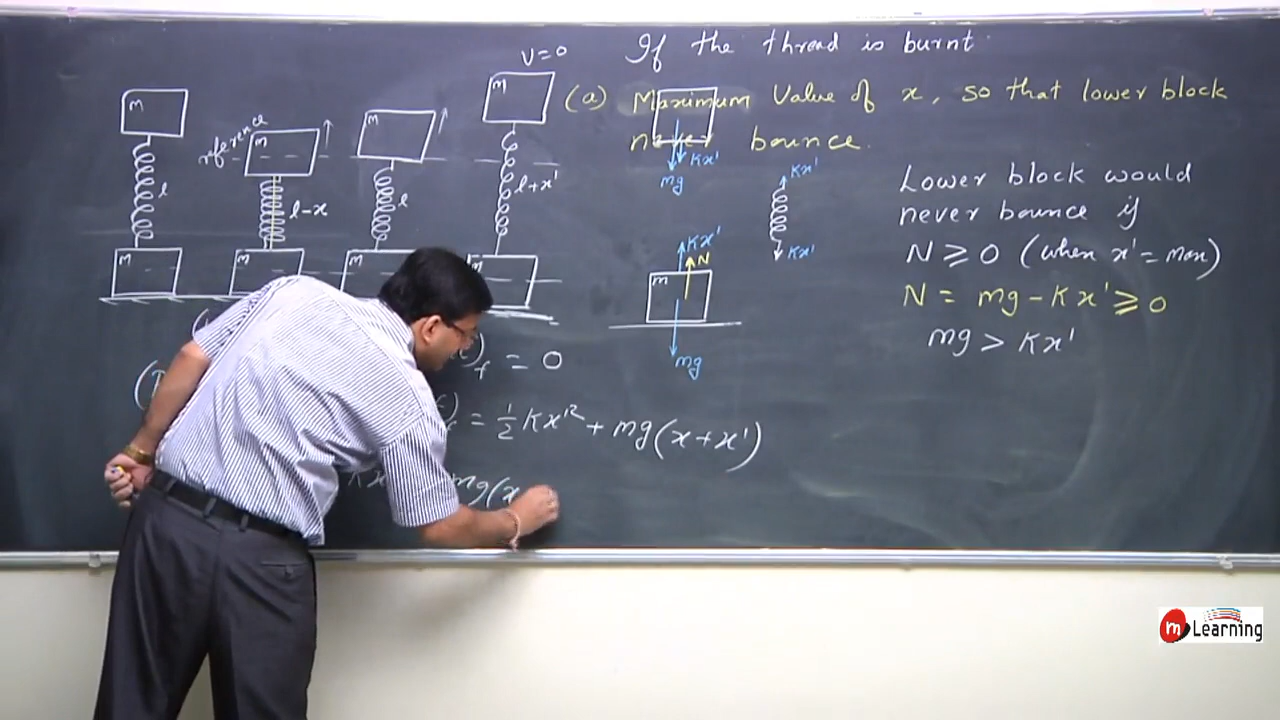 If the thread is burnt
(a) Maximum Value of x, so that lower block
never bounce.
v=0
m
m
m
m
reference
l
l-x
l
l+x'
m
m
m
Kx'
mg
Kx'
Kx'
Kx'
N
m
mg
Lower block would
never bounce if
N ≥ 0 (when x' = max)
N = mg - Kx' ≥ 0
mg > Kx'
)f = 0
)f = 1/2 Kx'² + mg(x+x')
mg(x
m Learning